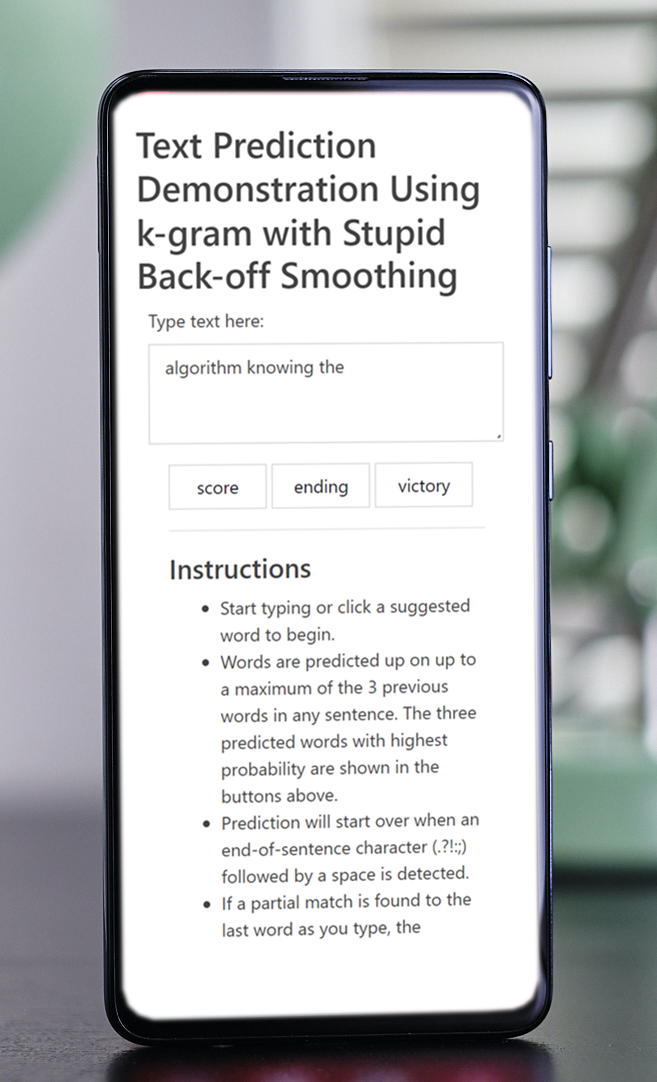 Text Prediction
Demonstration Using
k-gram with Stupid
Back-off Smoothing
Type text here:
algorithm knowing the
score ending victory
Instructions
• Start typing or click a suggested
word to begin.
• Words are predicted up on up to
a maximum of the 3 previous
words in any sentence. The three
predicted words with highest
probability are shown in the
buttons above.
• Prediction will start over when an
end-of-sentence character (.?!:;)
followed by a space is detected.
• If a partial match is found to the
last word as you type, the